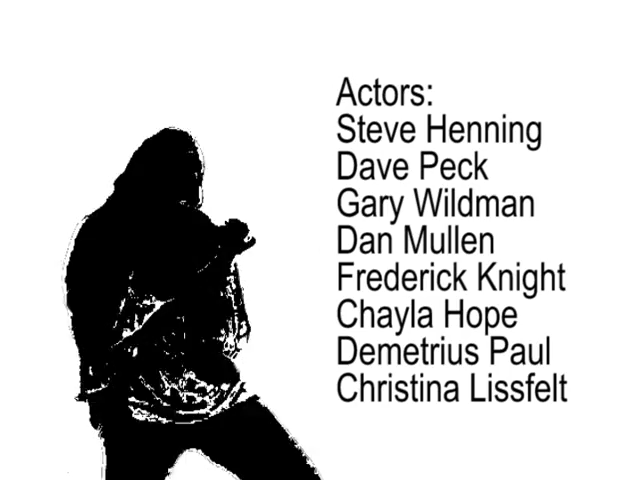 Actors:
Steve Henning
Dave Peck
Gary Wildman
Dan Mullen
Frederick Knight
Chayla Hope
Demetrius Paul
Christina Lissfelt